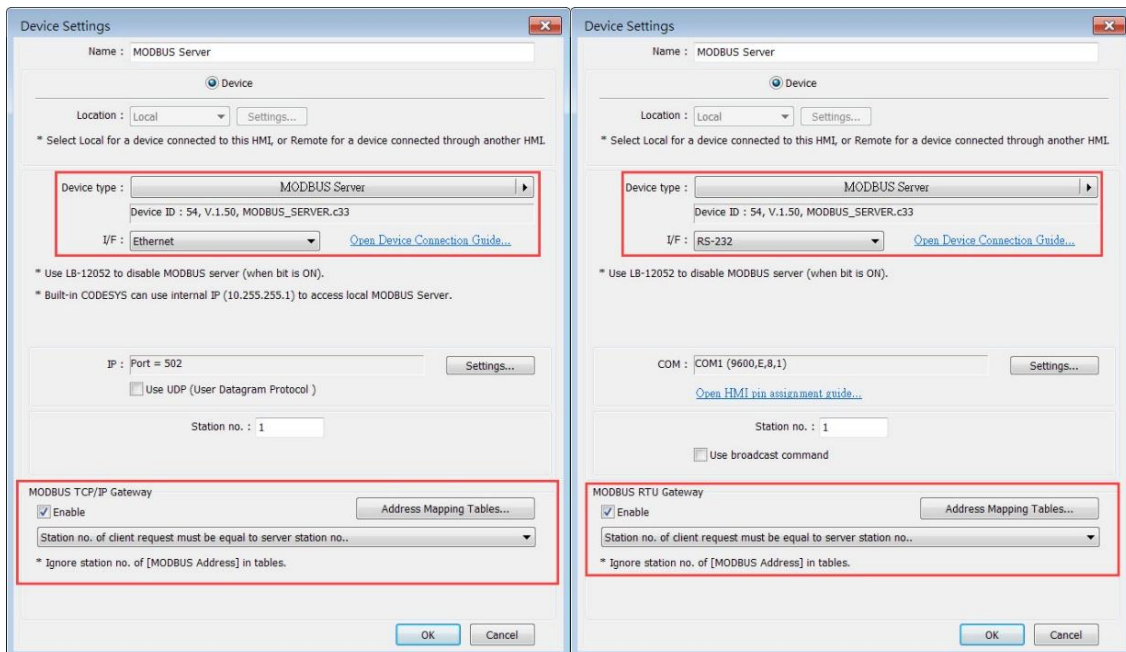 Device Settings
Name : MODBUS Server
Device
Location : Local Settings...
* Select Local for a device connected to this HMI, or Remote for a device connected through another HMI.
Device type : MODBUS Server
Device ID : 54, V.1.50, MODBUS_SERVER.c33
I/F : Ethernet Open Device Connection Guide...
* Use LB-12052 to disable MODBUS server (when bit is ON).
* Built-in CODESYS can use internal IP (10.255.255.1) to access local MODBUS Server.
IP : Port = 502 Settings...
Use UDP (User Datagram Protocol )
Station no. : 1
MODBUS TCP/IP Gateway
Enable Address Mapping Tables...
Station no. of client request must be equal to server station no..
* Ignore station no. of [MODBUS Address] in tables.
OK Cancel
Device Settings
Name : MODBUS Server
Device
Location : Local Settings...
* Select Local for a device connected to this HMI, or Remote for a device connected through another HMI.
Device type : MODBUS Server
Device ID : 54, V.1.50, MODBUS_SERVER.c33
I/F : RS-232 Open Device Connection Guide...
* Use LB-12052 to disable MODBUS server (when bit is ON).
COM : COM1 (9600,E,8,1) Settings...
Open HMI pin assignment guide...
Station no. : 1
Use broadcast command
MODBUS RTU Gateway
Enable Address Mapping Tables...
Station no. of client request must be equal to server station no..
* Ignore station no. of [MODBUS Address] in tables.
OK Cancel